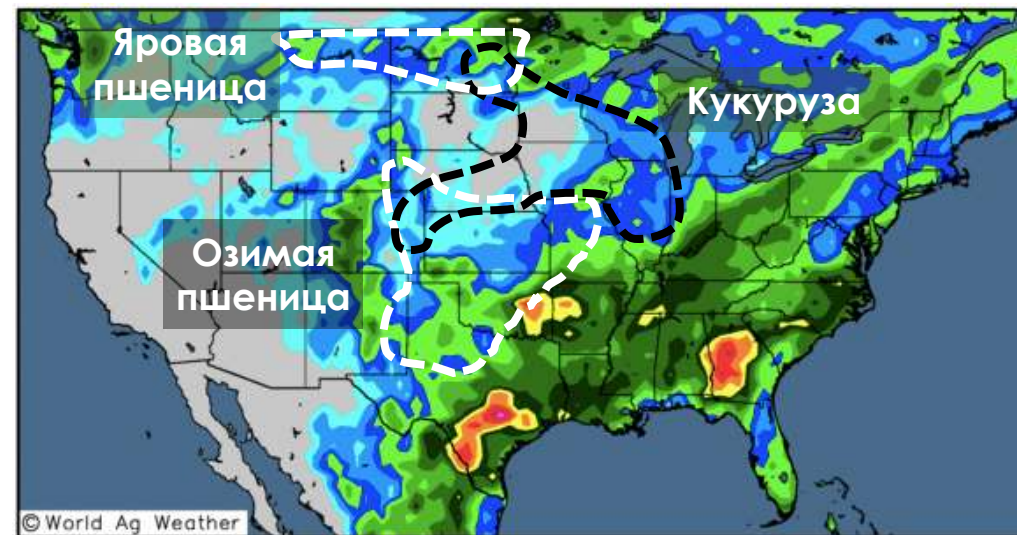 Яровая
пшеница
Кукуруза
Озимая
пшеница
© World Ag Weather